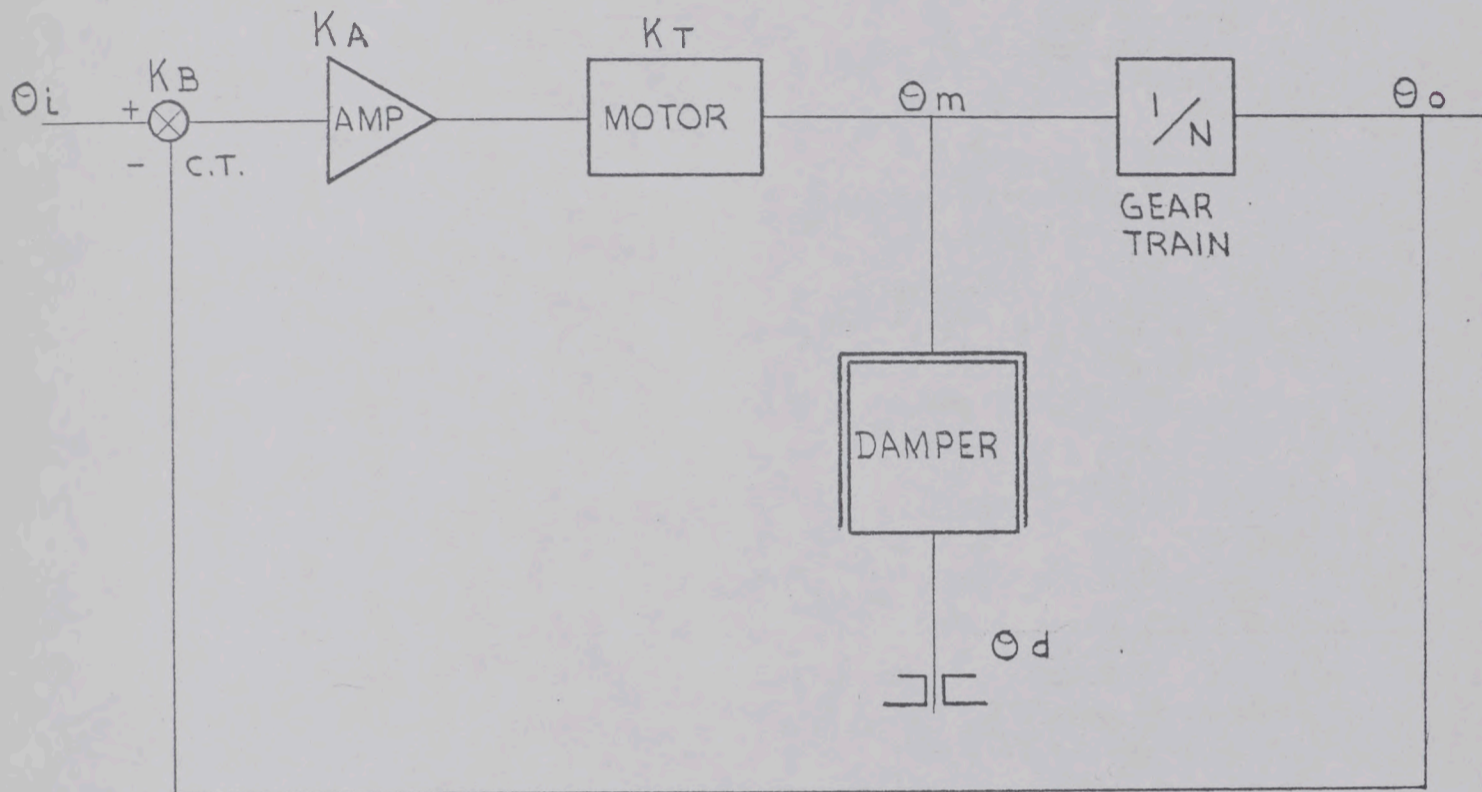 KA
KT
KB
Θi
+
AMP
MOTOR
Θm
1/N
Θo
-
C.T.
GEAR
TRAIN
DAMPER
Θd